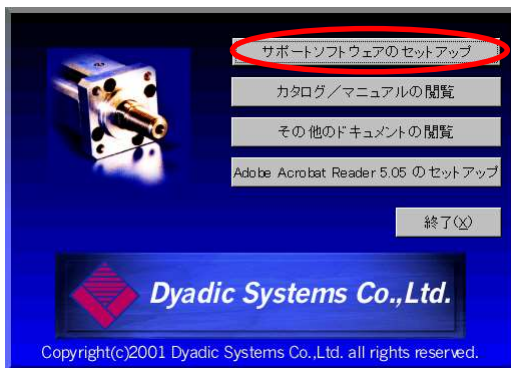 サポートソフトウェアのセットアップ
カタログ／マニュアルの閲覧
その他のドキュメントの閲覧
Adobe Acrobat Reader 5.05 のセットアップ
終了(X)
Dyadic Systems Co.,Ltd.
Copyright(c)2001 Dyadic Systems Co.,Ltd. all rights reserved.